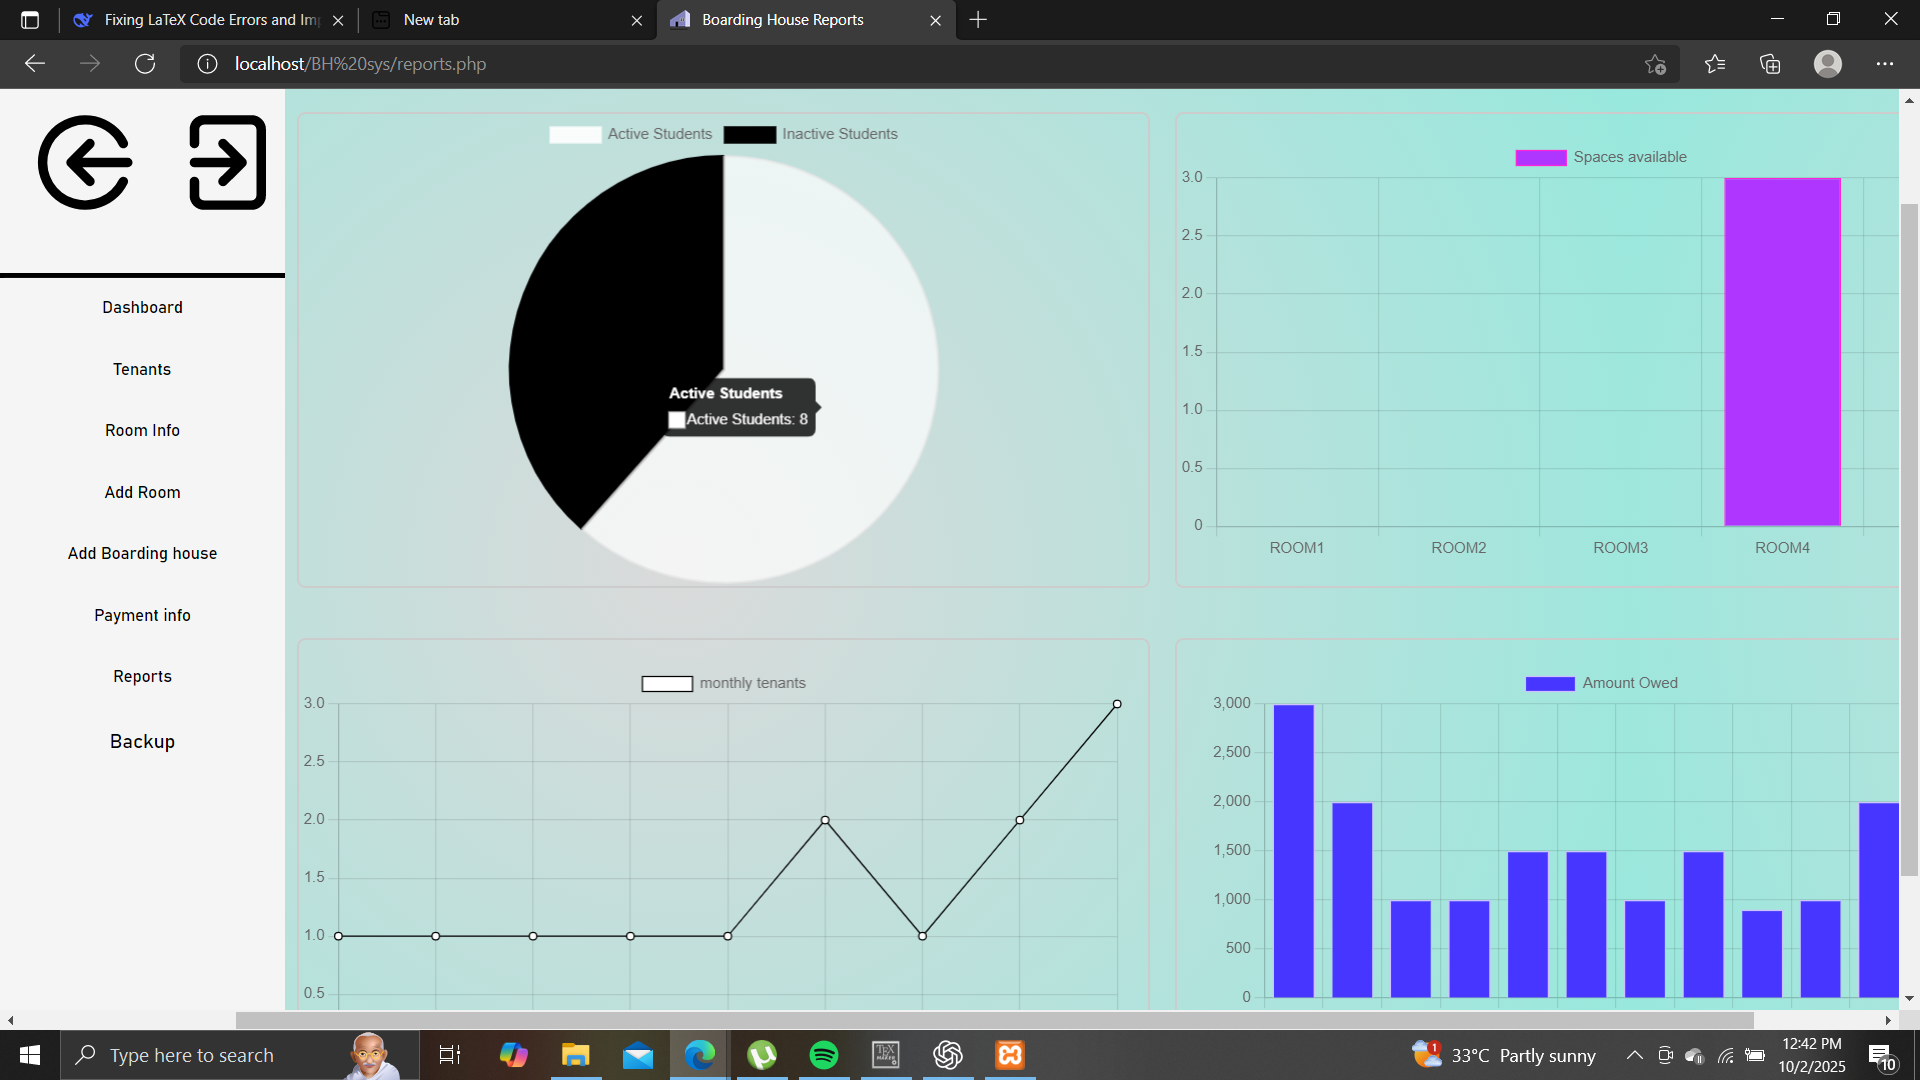 Fixing LaTeX Code Errors and Im
New tab
Boarding House Reports
localhost/BH%20sys/reports.php
Dashboard
Tenants
Room Info
Add Room
Add Boarding house
Payment info
Reports
Backup
Active Students
Inactive Students
Active Students
Active Students: 8
Spaces available
3.0
2.5
2.0
1.5
1.0
0.5
0
ROOM1
ROOM2
ROOM3
ROOM4
monthly tenants
3.0
2.5
2.0
1.5
1.0
0.5
Amount Owed
3,000
2,500
2,000
1,500
1,000
500
0
Type here to search
33°C Partly sunny
1
12:42 PM
10/2/2025
10